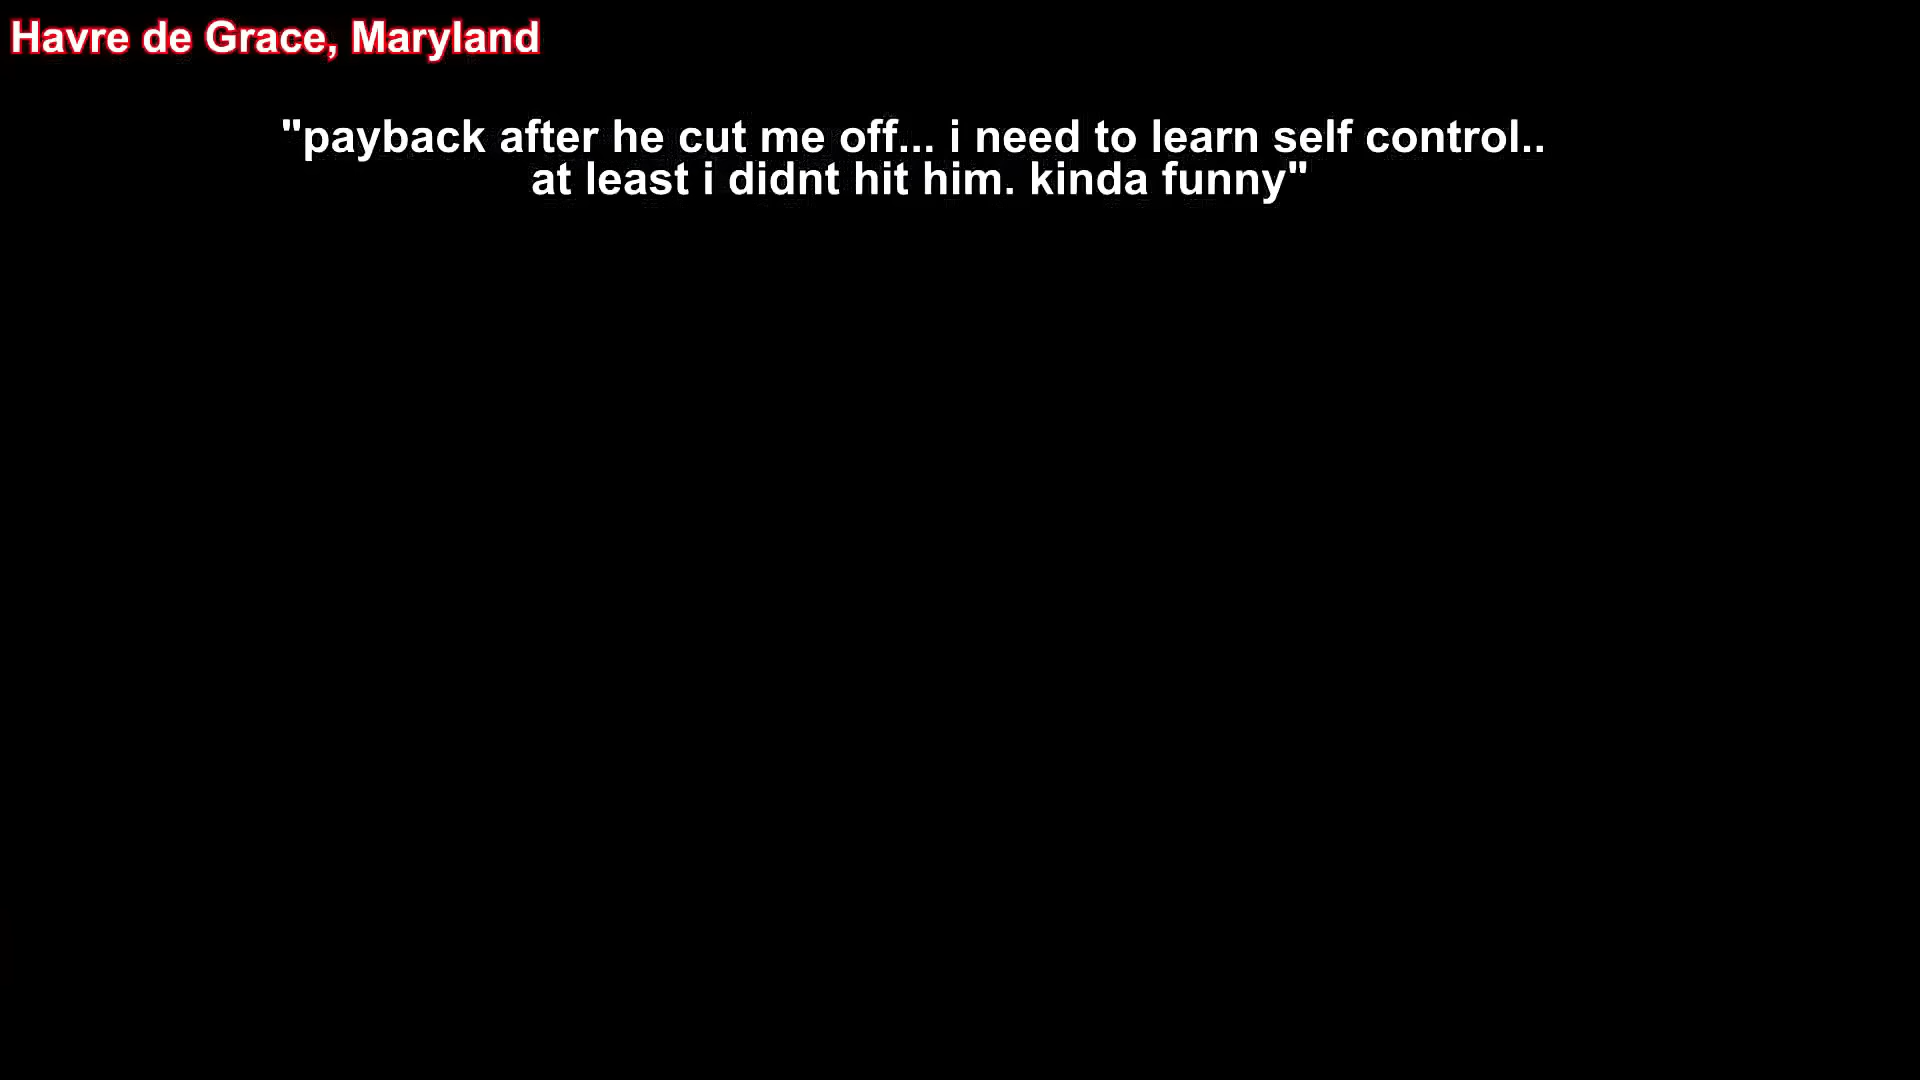 Havre de Grace, Maryland
"payback after he cut me off... i need to learn self control..
at least i didnt hit him. kinda funny"